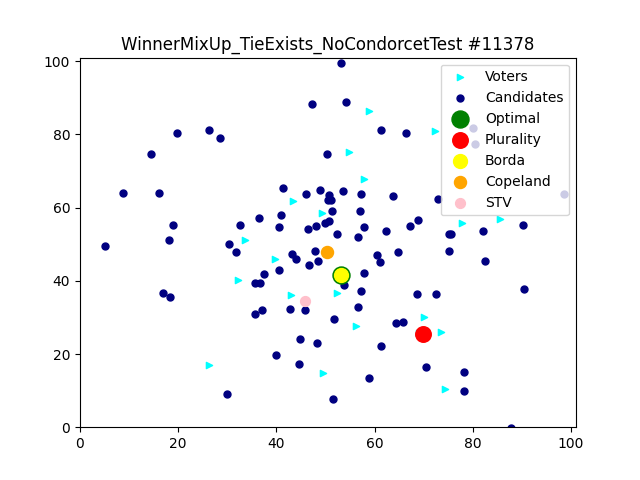 WinnerMixUp_TieExists_NoCondorcetTest #11378
100
80
60
40
20
0
0
20
40
60
80
100
Voters
Candidates
Optimal
Plurality
Borda
Copeland
STV